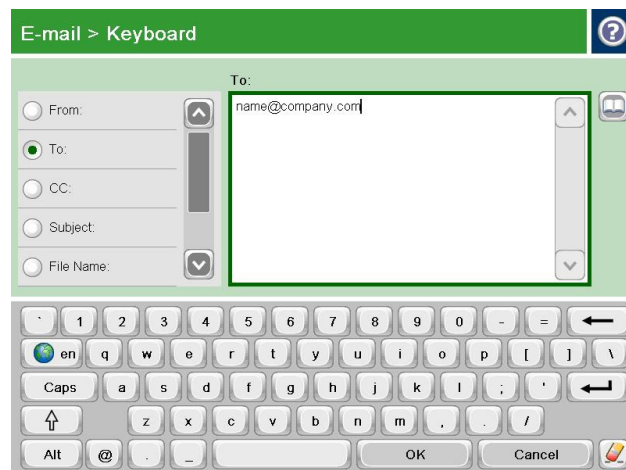 E-mail > Keyboard
?
To:
From:
name@company.com
To:
CC:
Subject:
File Name:
` 1 2 3 4 5 6 7 8 9 0 - =
en q w e r t y u i o p [ ] \
Caps a s d f g h j k l ; '
z x c v b n m , . /
Alt @ . _ OK Cancel